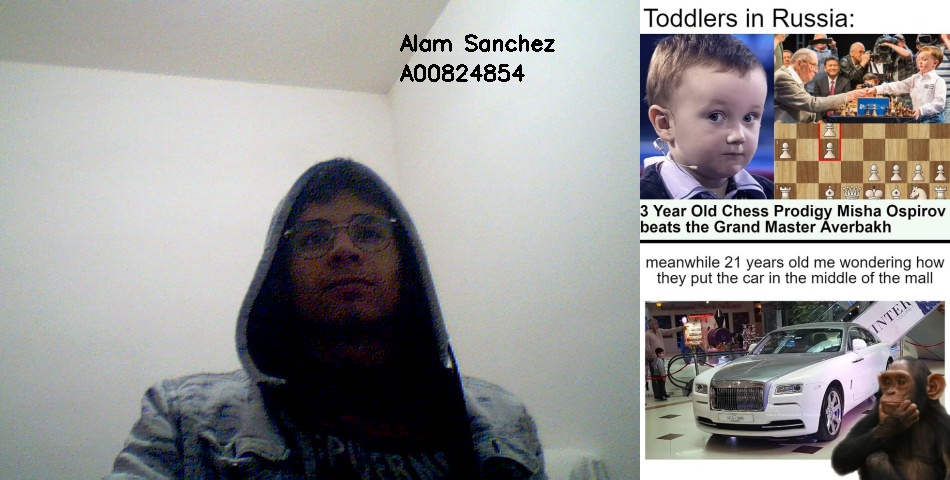 Alam Sanchez
A00824854
Toddlers in Russia:
3 Year Old Chess Prodigy Misha Ospirov
beats the Grand Master Averbakh
meanwhile 21 years old me wondering how
they put the car in the middle of the mall
INTER